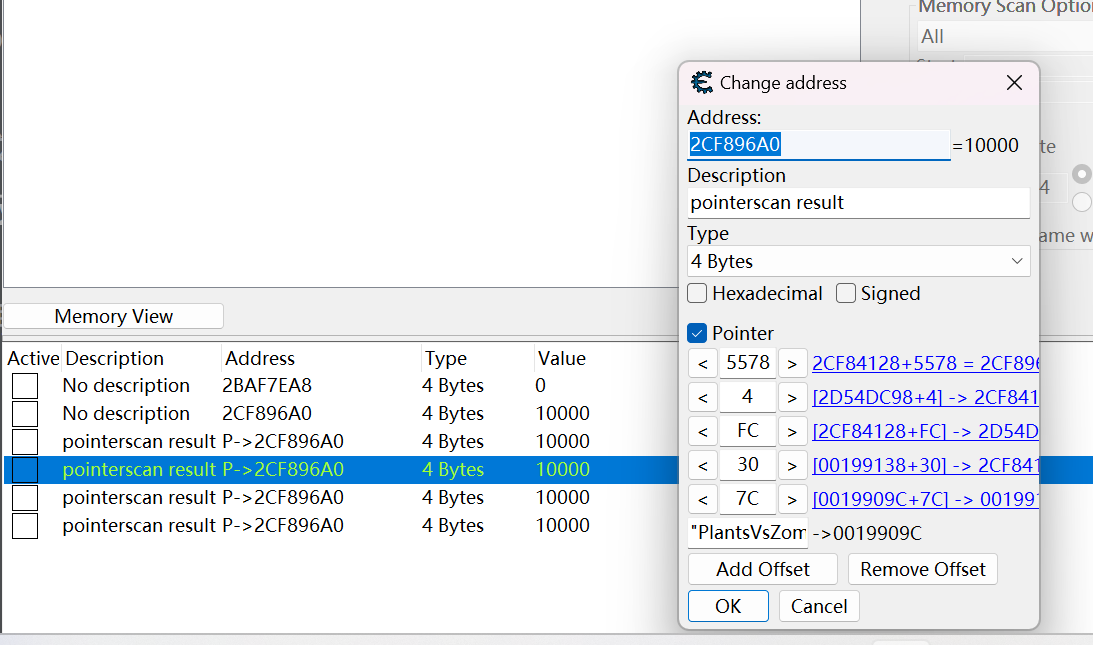 Memory Scan Optio
All
Change address
Address:
2CF896A0 =10000
Description
pointerscan result
Type
4 Bytes
Hexadecimal Signed
Pointer
< 5578 > 2CF84128+5578 = 2CF896
< 4 > [2D54DC98+4] -> 2CF841
< FC > [2CF84128+FC] -> 2D54D
< 30 > [00199138+30] -> 2CF841
< 7C > [0019909C+7C] -> 001991
"PlantsVsZom ->0019909C
Add Offset Remove Offset
OK Cancel
te
4
ame w
Memory View
Active Description Address Type Value
No description 2BAF7EA8 4 Bytes 0
No description 2CF896A0 4 Bytes 10000
pointerscan result P->2CF896A0 4 Bytes 10000
pointerscan result P->2CF896A0 4 Bytes 10000
pointerscan result P->2CF896A0 4 Bytes 10000
pointerscan result P->2CF896A0 4 Bytes 10000